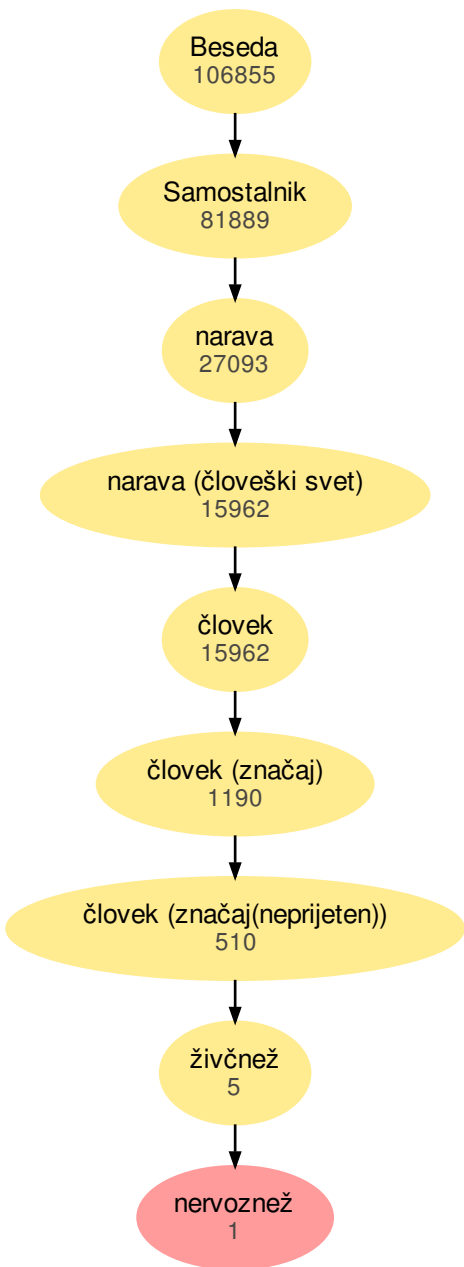 Beseda
106855
Samostalnik
81889
narava
27093
narava (človeški svet)
15962
človek
15962
človek (značaj)
1190
človek (značaj(neprijeten))
510
živčnež
5
nervoznež
1